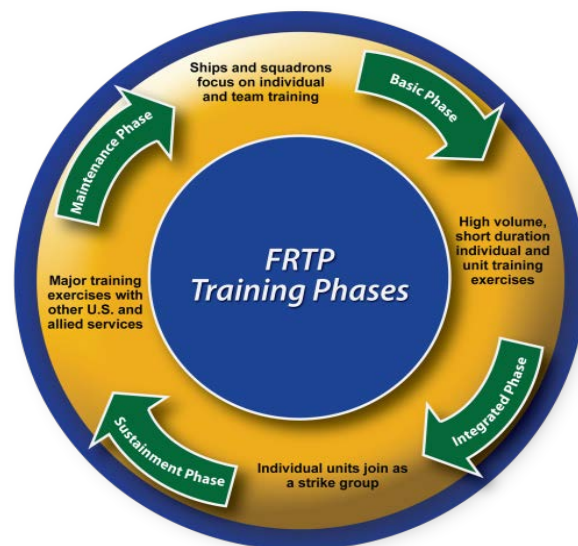 Ships and squadrons
focus on individual
and team training
Basic Phase
High volume,
short duration
individual and
unit training
exercises
Integrated Phase
Individual units join as
a strike group
Sustainment Phase
Major training
exercises with
other U.S. and
allied services
Maintenance Phase
FRTP
Training Phases